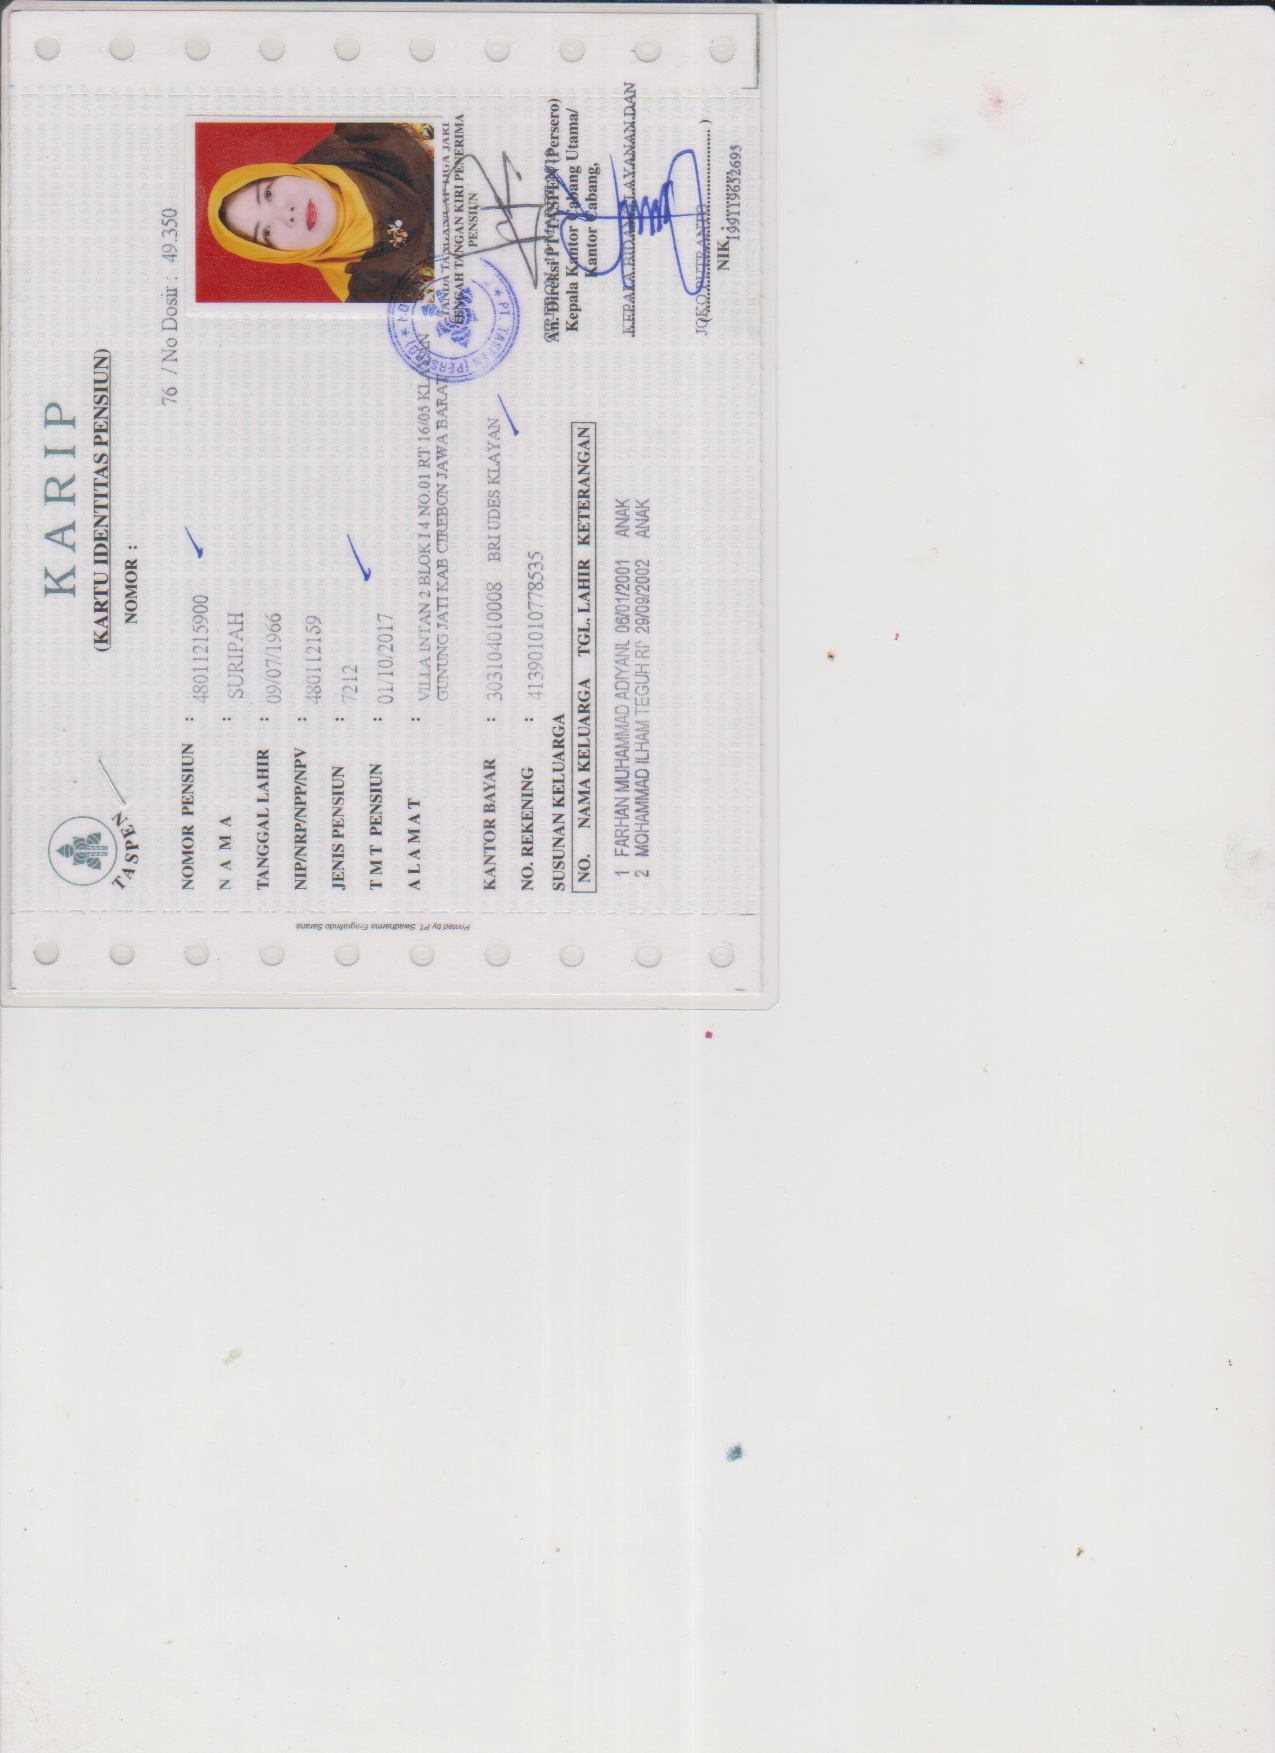 TASPEN
KARIP
(KARTU IDENTITAS PENSIUN)
NOMOR :
76 / No Dosir : 49.350
NOMOR PENSIUN : 48011215900
N A M A : SURIPAH
TANGGAL LAHIR : 09/07/1966
NIP/NRP/NPP/NPV : 480112159
JENIS PENSIUN : 7212
T M T PENSIUN : 01/10/2017
A L A M A T : VILLA INTAN 2 BLOK I 4 NO.01 RT 16/05 KLAYAN
GUNUNG JATI KAB CIREBON JAWA BARAT
KANTOR BAYAR : 303104010008 BRI UDES KLAYAN
NO. REKENING : 413901010778535
SUSUNAN KELUARGA
NO. NAMA KELUARGA TGL. LAHIR KETERANGAN
1 FARHAN MUHAMMAD ADIYANU 06/01/2001 ANAK
2 MOHAMMAD ILHAM TEGUH RI 29/09/2002 ANAK
TANDA TANGAN/CAP TIGA JARI
TENGAH TANGAN KIRI PENERIMA
PENSIUN
PT. TASPEN (PERSERO)
An. Direksi PT TASPEN (Persero)
Kepala Kantor Cabang Utama/
Kantor Cabang,
KEPALA BIDANG LAYANAN DAN
JOKO PUTRANTO
NIK.
Printed by PT. Swadharma Eragrafindo Sarana